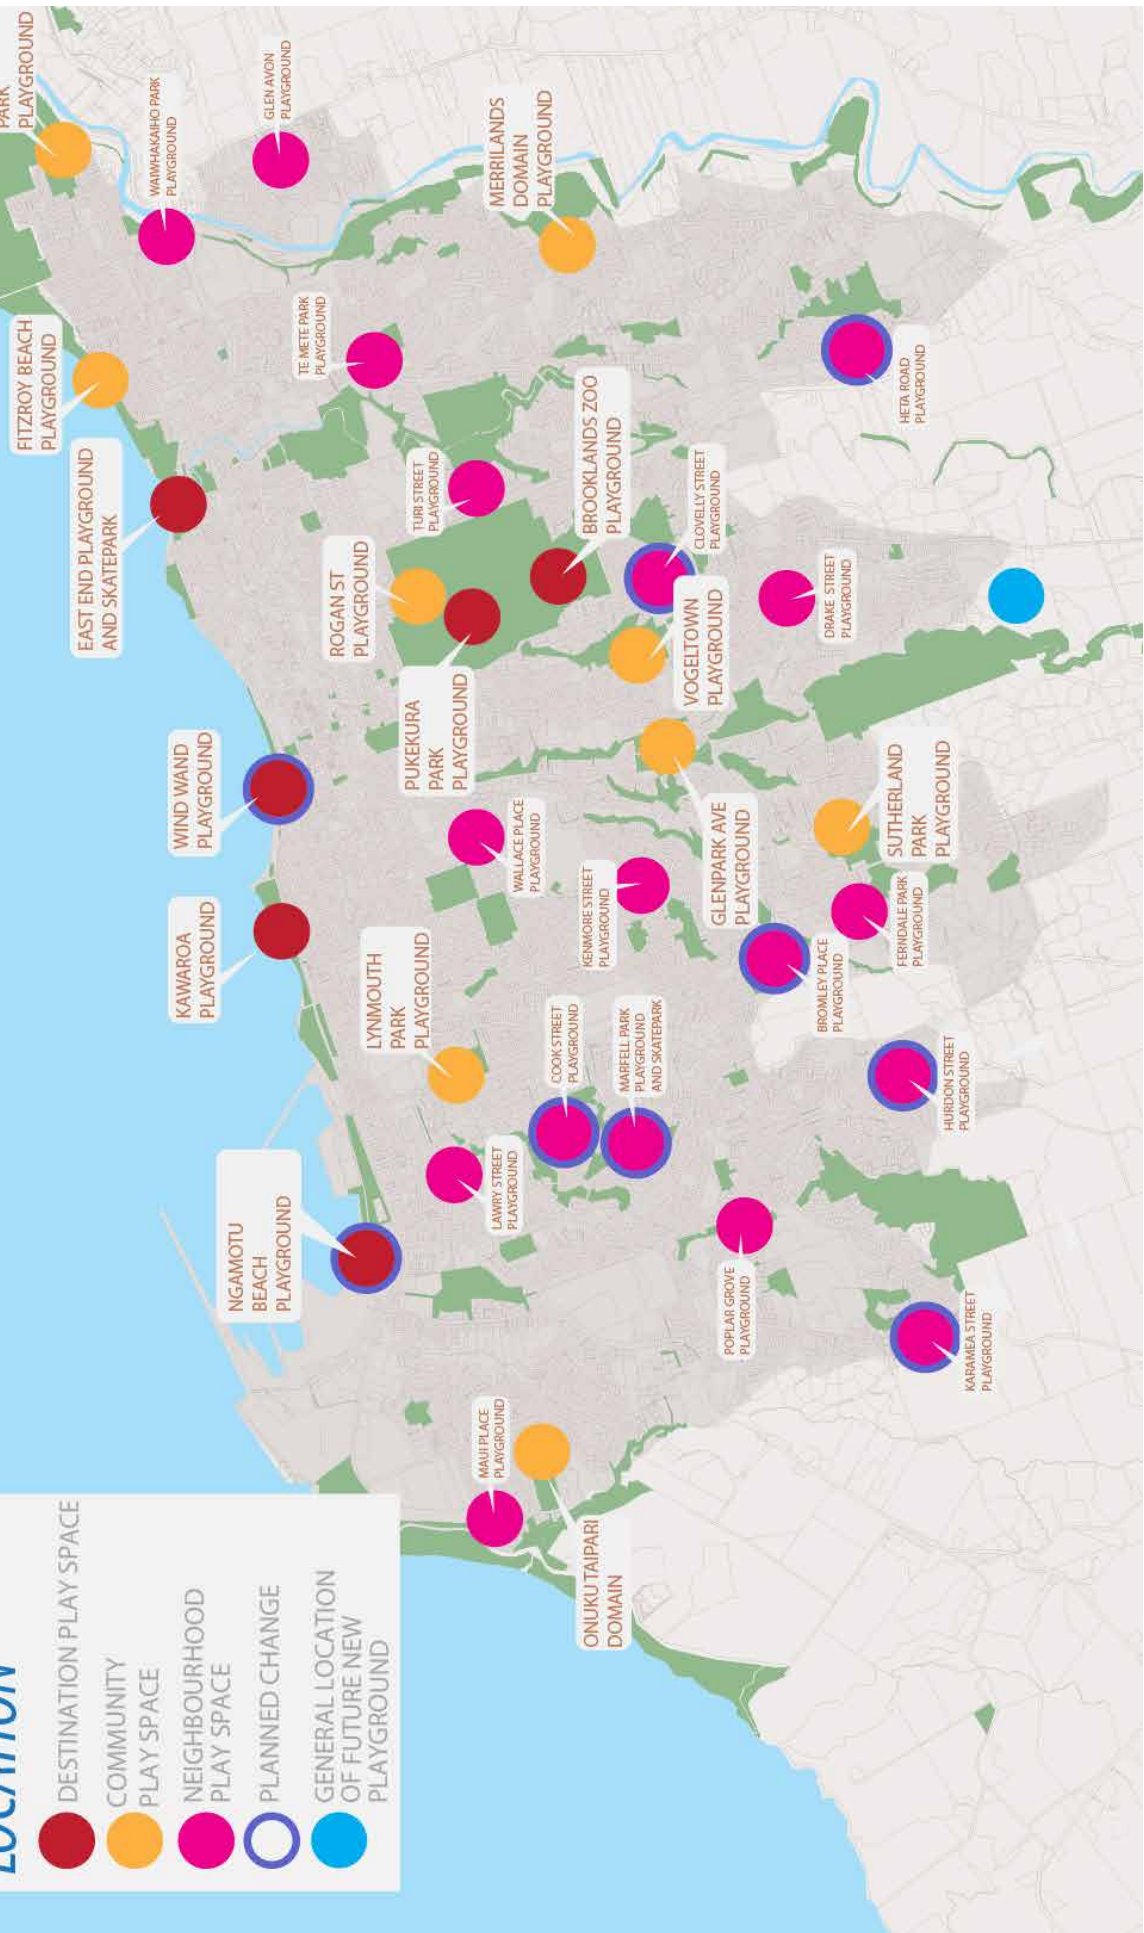 LOCATION
DESTINATION PLAY SPACE
COMMUNITY
PLAY SPACE
NEIGHBOURHOOD
PLAY SPACE
PLANNED CHANGE
GENERAL LOCATION
OF FUTURE NEW
PLAYGROUND
PARK
PLAYGROUND
FITZROY BEACH
PLAYGROUND
EAST END PLAYGROUND
AND SKATEPARK
WAIWHAKAIHO PARK
PLAYGROUND
GLEN AVON
PLAYGROUND
WIND WAND
PLAYGROUND
KAWAROA
PLAYGROUND
NGAMOTU
BEACH
PLAYGROUND
TE METE PARK
PLAYGROUND
ROGAN ST
PLAYGROUND
LYNMOUTH
PARK
PLAYGROUND
PUKEKURA
PARK
PLAYGROUND
TURI STREET
PLAYGROUND
MERRILANDS
DOMAIN
PLAYGROUND
MAUI PLACE
PLAYGROUND
LAWRY STREET
PLAYGROUND
WALLACE PLACE
PLAYGROUND
COOK STREET
PLAYGROUND
BROOKLANDS ZOO
PLAYGROUND
ONUKU TAIPARI
DOMAIN
KENMORE STREET
PLAYGROUND
MARFELL PARK
PLAYGROUND
AND SKATEPARK
VOGELTOWN
PLAYGROUND
CLOVELLY STREET
PLAYGROUND
GLENPARK AVE
PLAYGROUND
POPLAR GROVE
PLAYGROUND
BROMLEY PLACE
PLAYGROUND
DRAKE STREET
PLAYGROUND
SUTHERLAND
PARK
PLAYGROUND
FERNDALE PARK
PLAYGROUND
HETA ROAD
PLAYGROUND
HURDON STREET
PLAYGROUND
KARAMEA STREET
PLAYGROUND